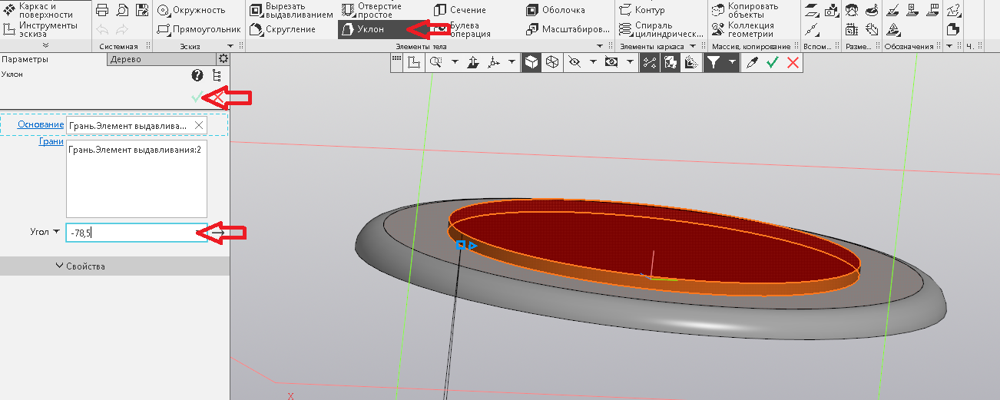 Каркас и поверхности
Инструменты эскиза
Системная
Окружность
Прямоугольник
Эскиз
Вырезать выдавливанием
Скругление
Отверстие простое
Уклон
Сечение
Булева операция
Оболочка
Масштабиров...
Элементы тела
Контур
Спираль цилиндрическ...
Элементы каркаса
Копировать объекты
Коллекция геометрии
Массив, копирование
Вспом...
Разме...
Обозначения
Ч...
Параметры
Дерево
Уклон
Основание
Грань.Элемент выдавлива...
Грани
Грань.Элемент выдавливания:2
Угол
-78,5
Свойства
X